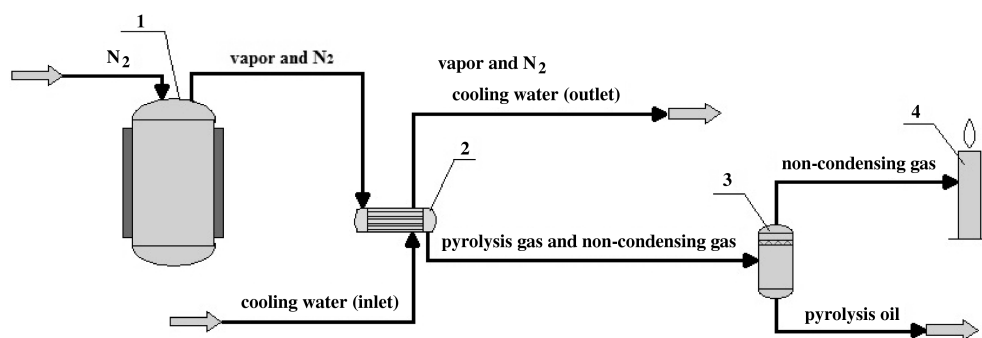 1
N2
vapor and N2
vapor and N2
cooling water (outlet)
2
4
3
non-condensing gas
pyrolysis gas and non-condensing gas
cooling water (inlet)
pyrolysis oil